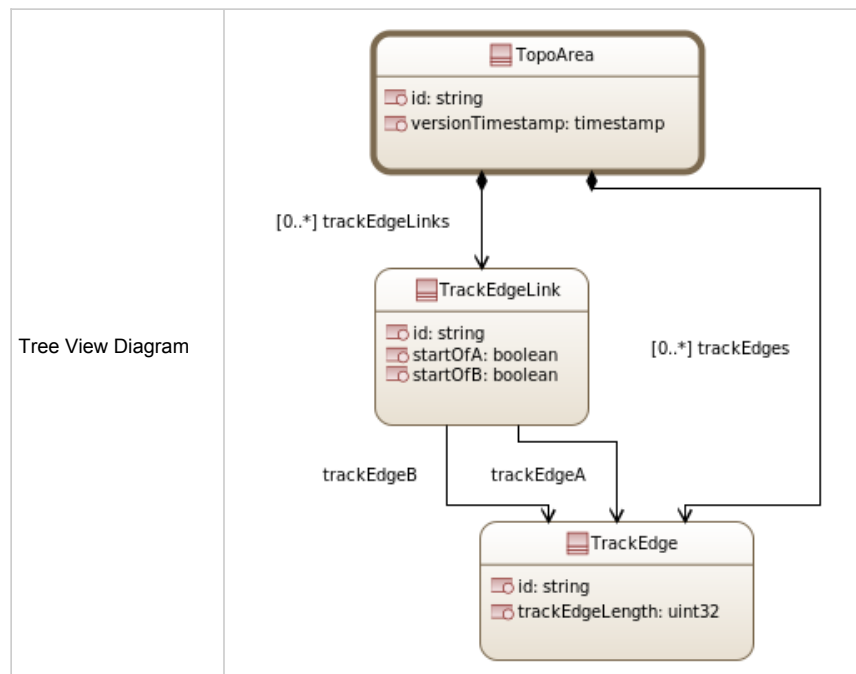 Tree View Diagram
TopoArea
id: string
versionTimestamp: timestamp
[0..*] trackEdgeLinks
TrackEdgeLink
id: string
startOfA: boolean
startOfB: boolean
[0..*] trackEdges
trackEdgeB
trackEdgeA
TrackEdge
id: string
trackEdgeLength: uint32